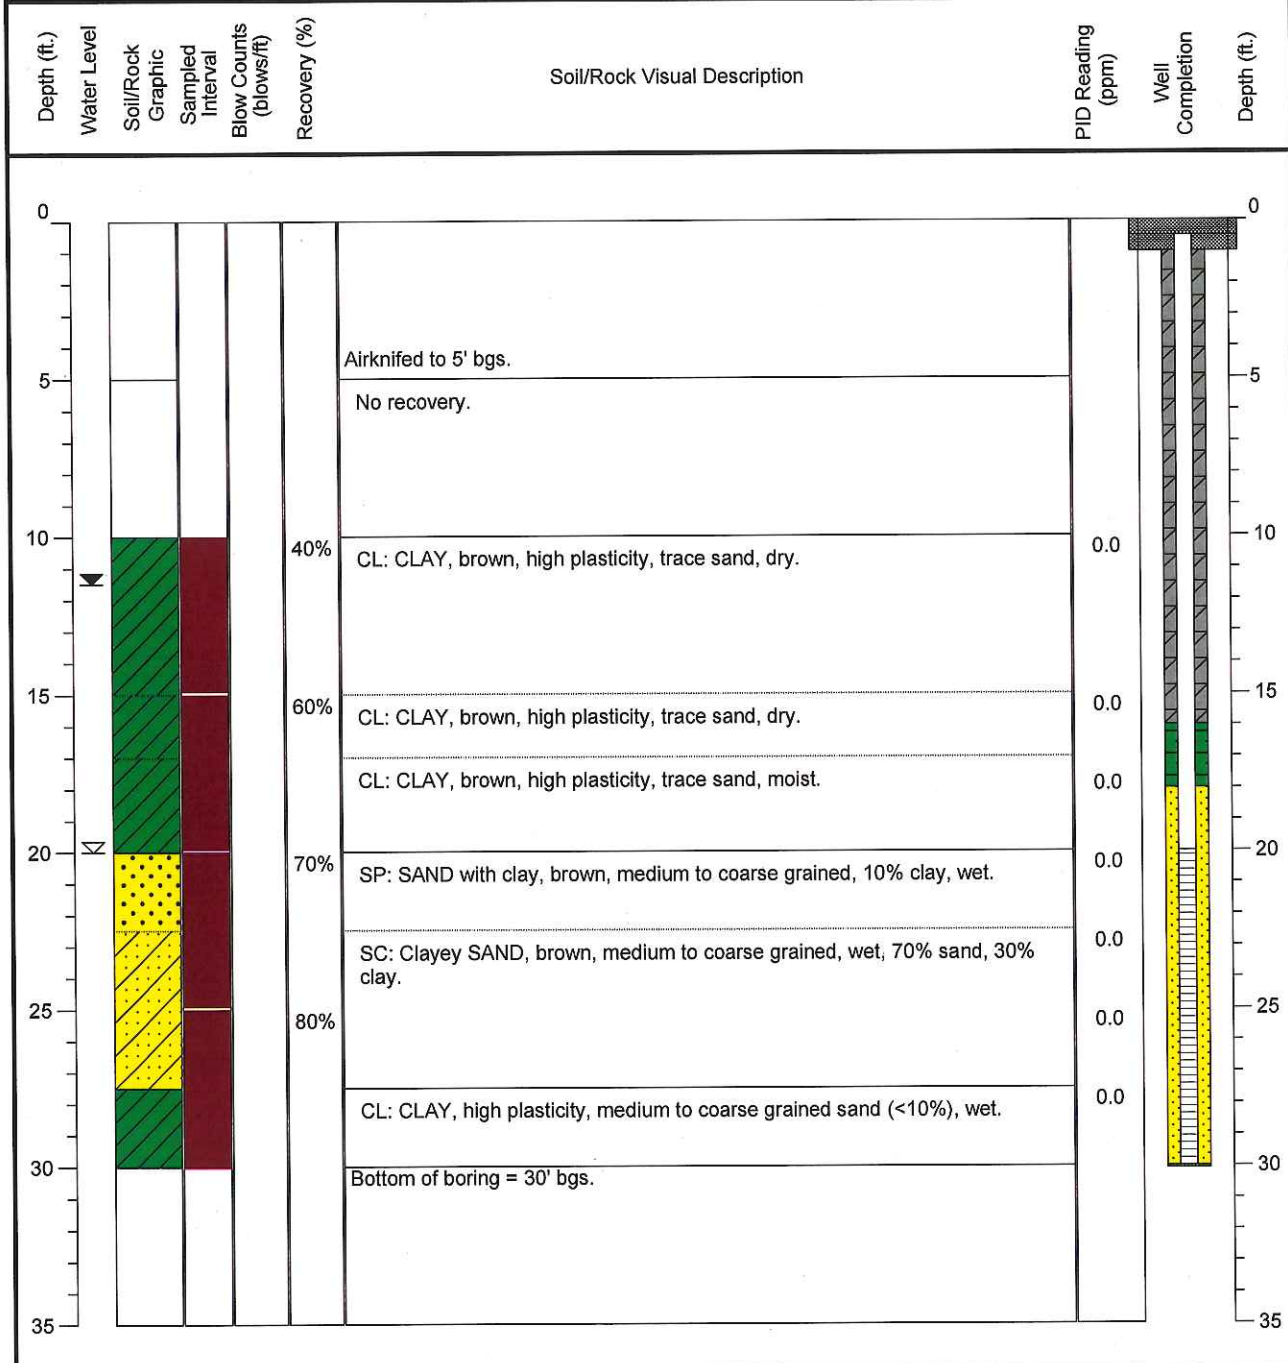 Depth (ft.)
Water Level
Soil/Rock
Graphic
Sampled
Interval
Blow Counts
(blows/ft)
Recovery (%)
Soil/Rock Visual Description
PID Reading
(ppm)
Well
Completion
Depth (ft.)
0
0
Airknifed to 5' bgs.
5
5
No recovery.
10
40%
CL: CLAY, brown, high plasticity, trace sand, dry.
0.0
10
15
60%
CL: CLAY, brown, high plasticity, trace sand, dry.
0.0
15
CL: CLAY, brown, high plasticity, trace sand, moist.
0.0
20
70%
SP: SAND with clay, brown, medium to coarse grained, 10% clay, wet.
0.0
20
SC: Clayey SAND, brown, medium to coarse grained, wet, 70% sand, 30%
clay.
0.0
25
80%
0.0
25
CL: CLAY, high plasticity, medium to coarse grained sand (<10%), wet.
0.0
30
Bottom of boring = 30' bgs.
30
35
35